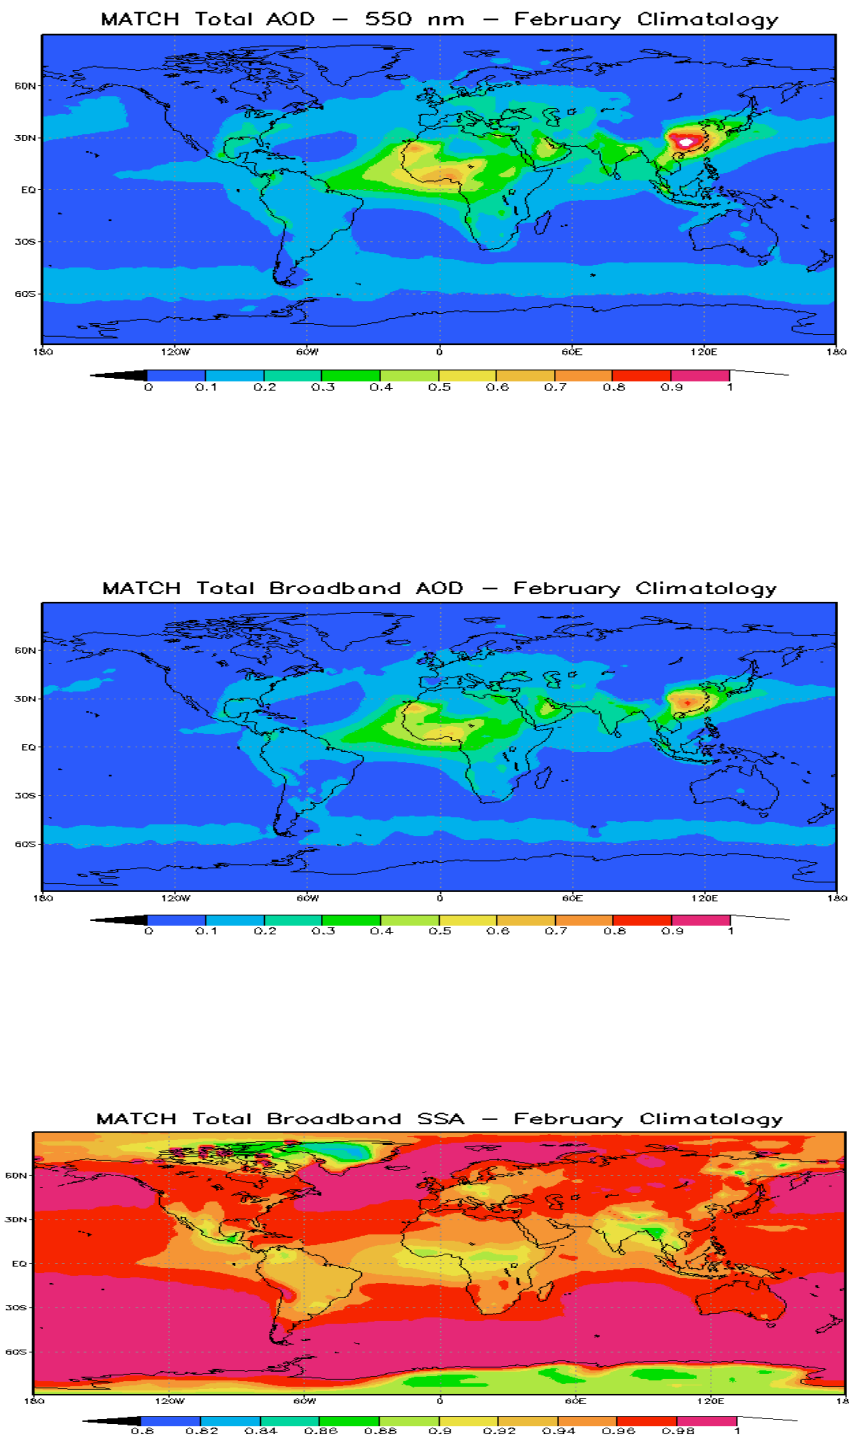 MATCH Total AOD – 550 nm – February Climatology
60N
30N
EQ
30S
60S
180 120W 60W 0 60E 120E 180
0 0.1 0.2 0.3 0.4 0.5 0.6 0.7 0.8 0.9 1
MATCH Total Broadband AOD – February Climatology
60N
30N
EQ
30S
60S
180 120W 60W 0 60E 120E 180
0 0.1 0.2 0.3 0.4 0.5 0.6 0.7 0.8 0.9 1
MATCH Total Broadband SSA – February Climatology
60N
30N
EQ
30S
60S
180 120W 60W 0 60E 120E 180
0.8 0.82 0.84 0.86 0.88 0.9 0.92 0.94 0.96 0.98 1